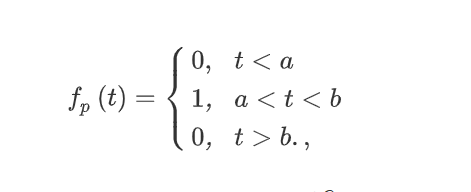 0, t < a
f_p (t) = { 1, a < t < b
0, t > b. ,